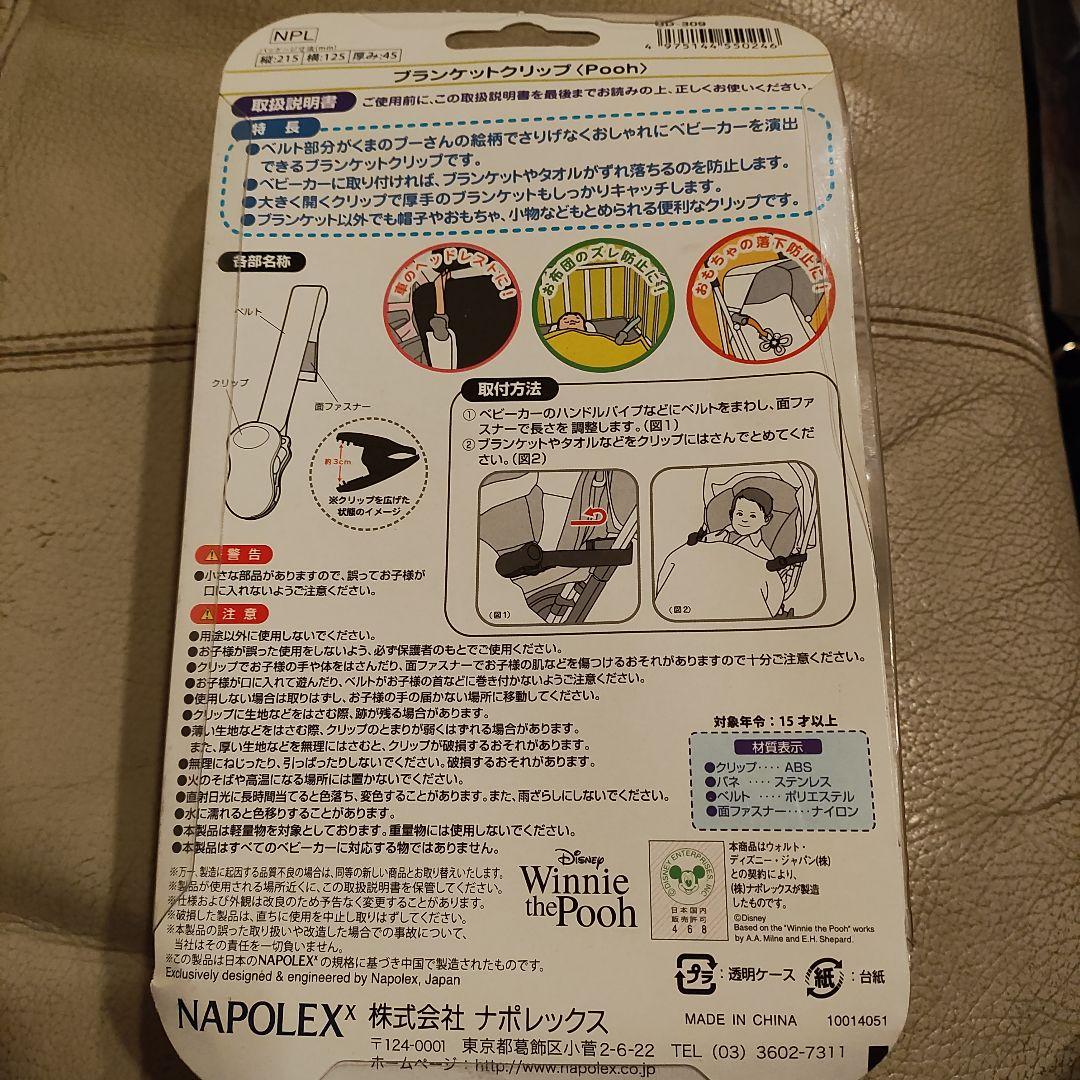 NPL
パッケージ寸法(mm)
縦:215 横:125 厚み:45
BD-309
4 975144 550246
ブランケットクリップ〈Pooh〉
取扱説明書 ご使用前に、この取扱説明書を最後までお読みの上、正しくお使いください。
特長
●ベルト部分がくまのプーさんの絵柄でさりげなくおしゃれにベビーカーを演出
できるブランケットクリップです。
●ベビーカーに取り付ければ、ブランケットやタオルがずれ落ちるのを防止します。
●大きく開くクリップで厚手のブランケットもしっかりキャッチします。
●ブランケット以外でも帽子やおもちゃ、小物などもとめられる便利なクリップです。
各部名称
ベルト
クリップ
面ファスナー
約3cm
※クリップを広げた
状態のイメージ
車のヘッドレストに!
お布団のズレ防止に!
おもちゃの落下防止に!
取付方法
① ベビーカーのハンドルパイプなどにベルトをまわし、面ファ
スナーで長さを調整します。(図1)
② ブランケットやタオルなどをクリップにはさんでとめてくだ
さい。(図2)
(図1)
(図2)
警告
●小さな部品がありますので、誤ってお子様が
口に入れないようご注意ください。
注意
●用途以外に使用しないでください。
●お子様が誤った使用をしないよう、必ず保護者のもとでご使用ください。
●クリップでお子様の手や体をはさんだり、面ファスナーでお子様の肌などを傷つけるおそれがありますので十分ご注意ください。
●お子様が口に入れて遊んだり、ベルトがお子様の首などに巻き付かないようご注意ください。
●使用しない場合は取りはずし、お子様の手の届かない場所に移動してください。
●クリップに生地などをはさむ際、跡が残る場合があります。
●薄い生地などをはさむ際、クリップのとまりが弱くはずれる場合があります。
また、厚い生地などを無理にはさむと、クリップが破損するおそれがあります。
●無理にねじったり、引っぱったりしないでください。破損するおそれがあります。
●火のそばや高温になる場所には置かないでください。
●直射日光に長時間当てると色落ち、変色することがあります。また、雨ざらしにしないでください。
●水に濡れると色移りすることがあります。
●本製品は軽量物を対象としております。重量物には使用しないでください。
●本製品はすべてのベビーカーに対応する物ではありません。
対象年令:15才以上
材質表示
●クリップ‥‥ABS
●バネ ‥‥ステンレス
●ベルト ‥‥ポリエステル
●面ファスナー‥‥ナイロン
※万一、製造に起因する品質不良の場合は、同等の新しい商品とお取り替えいたします。
※製品が使用される場所近くに、この取扱説明書を保管してください。
※仕様および外観は改良のため予告なく変更することがあります。
※破損した製品は、直ちに使用を中止し取りはずしてください。
※本製品の誤った取り扱いや改造した場合での事故について、
当社はその責任を一切負いません。
※この製品は日本のNAPOLEXxの規格に基づき中国で製造されたものです。
Exclusively designed & engineered by Napolex, Japan
Disney
Winnie
the Pooh
DISNEY ENTERPRISES, INC.
日本国内
販売許可
468
本商品はウォルト・
ディズニー・ジャパン(株)
との契約により、
(株)ナポレックスが製造
したものです。
©Disney
Based on the "Winnie the Pooh" works
by A.A. Milne and E.H. Shepard.
プラ :透明ケース 紙 :台紙
NAPOLEXx 株式会社 ナポレックス
MADE IN CHINA 10014051
〒124-0001 東京都葛飾区小菅2-6-22 TEL (03) 3602-7311
ホームページ:http://www.napolex.co.jp